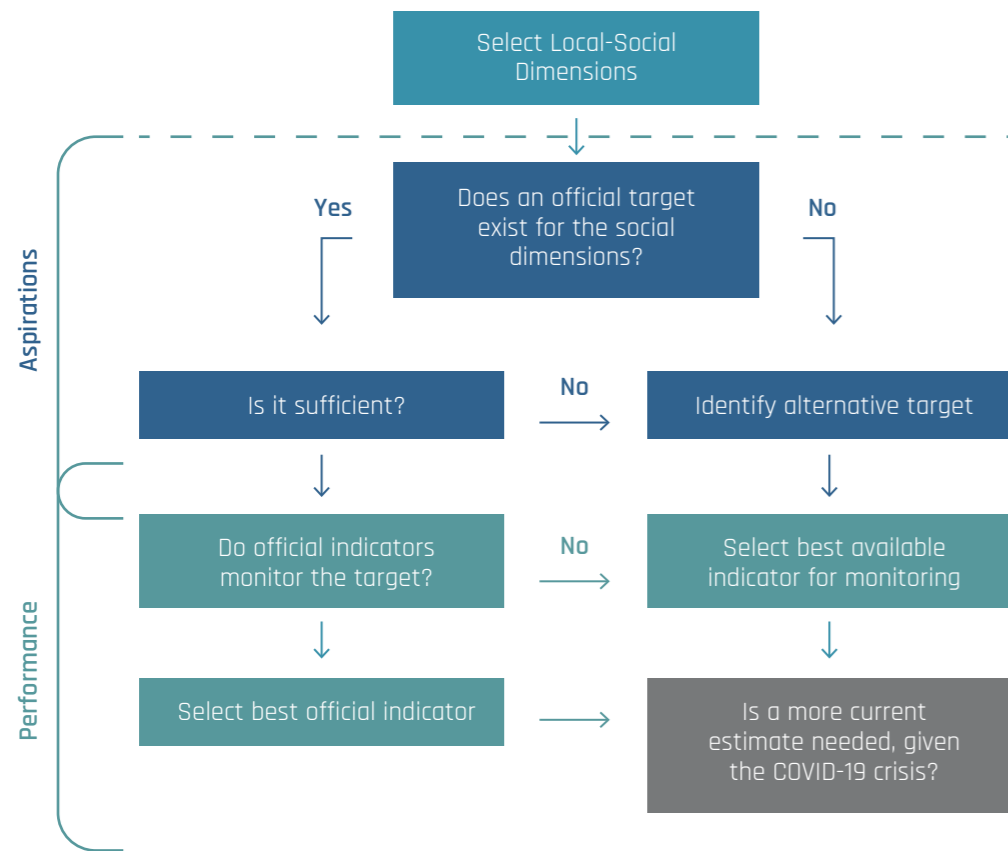 Select Local-Social
Dimensions
Does an official target
exist for the social
dimensions?
Yes
No
Aspirations
Is it sufficient?
No
Identify alternative target
Do official indicators
monitor the target?
No
Select best available
indicator for monitoring
Performance
Select best official indicator
Is a more current
estimate needed, given
the COVID-19 crisis?